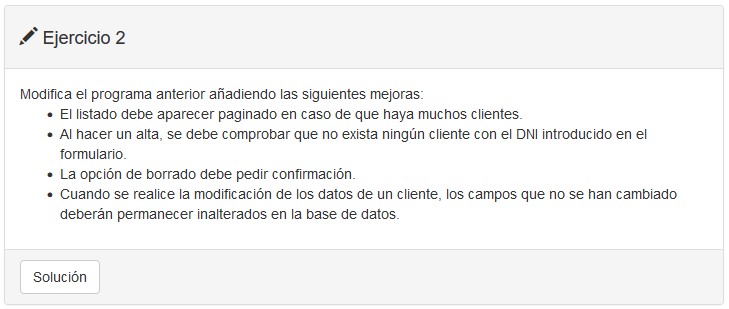 Ejercicio 2
Modifica el programa anterior añadiendo las siguientes mejoras:
• El listado debe aparecer paginado en caso de que haya muchos clientes.
• Al hacer un alta, se debe comprobar que no exista ningún cliente con el DNI introducido en el
formulario.
• La opción de borrado debe pedir confirmación.
• Cuando se realice la modificación de los datos de un cliente, los campos que no se han cambiado
deberán permanecer inalterados en la base de datos.
Solución